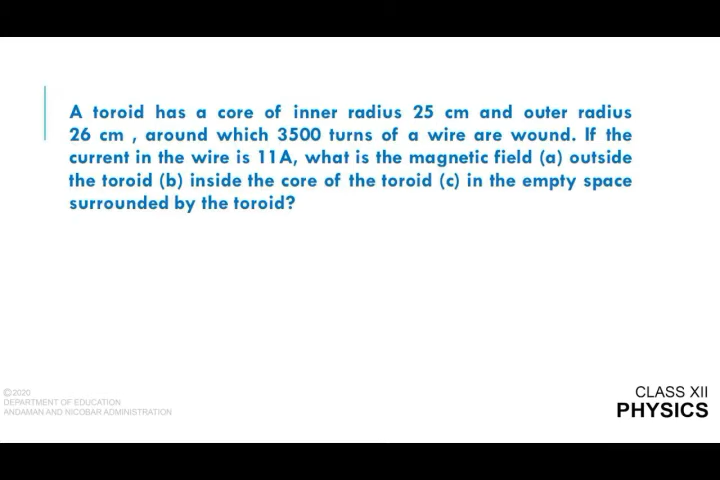 A toroid has a core of inner radius 25 cm and outer radius
26 cm , around which 3500 turns of a wire are wound. If the
current in the wire is 11A, what is the magnetic field (a) outside
the toroid (b) inside the core of the toroid (c) in the empty space
surrounded by the toroid?
©2020
DEPARTMENT OF EDUCATION
ANDAMAN AND NICOBAR ADMINISTRATION
CLASS XII
PHYSICS